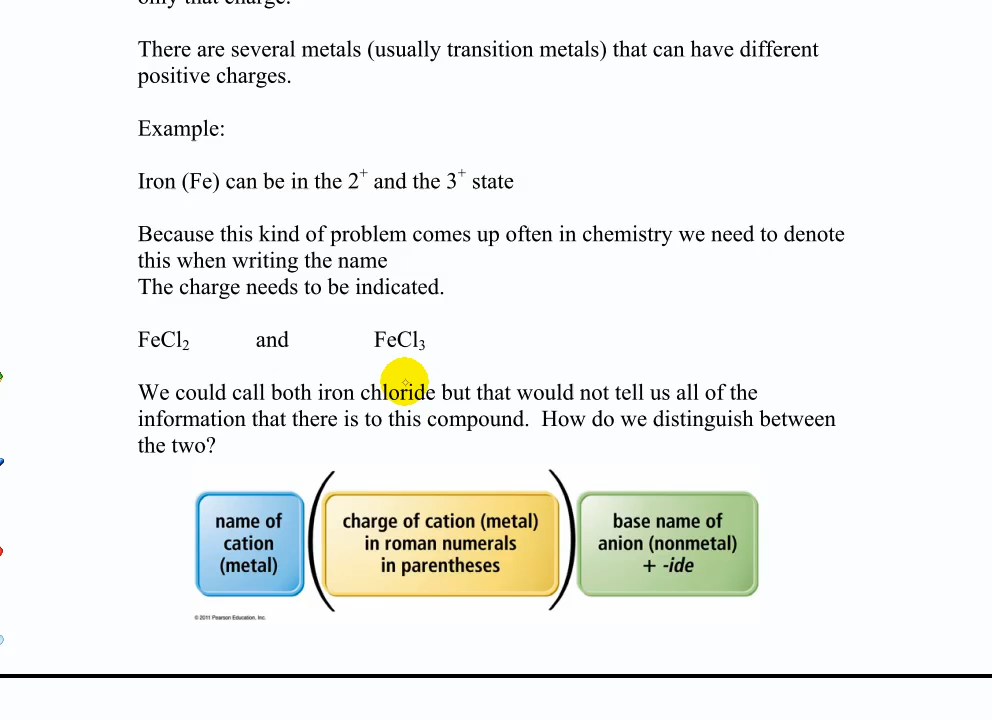 only that charge.
There are several metals (usually transition metals) that can have different
positive charges.
Example:
Iron (Fe) can be in the 2⁺ and the 3⁺ state
Because this kind of problem comes up often in chemistry we need to denote
this when writing the name
The charge needs to be indicated.
FeCl₂ and FeCl₃
We could call both iron chloride but that would not tell us all of the
information that there is to this compound. How do we distinguish between
the two?
name of
cation
(metal)
( charge of cation (metal)
in roman numerals
in parentheses )
base name of
anion (nonmetal)
+ -ide
© 2011 Pearson Education, Inc.